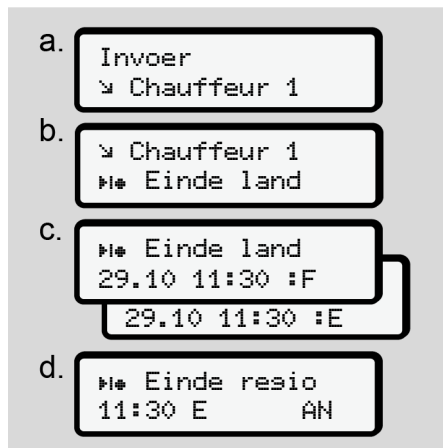 a.
Invoer
↘ Chauffeur 1
b.
↘ Chauffeur 1
Einde land
c.
Einde land
29.10 11:30 :F
29.10 11:30 :E
d.
Einde regio
11:30 E AN